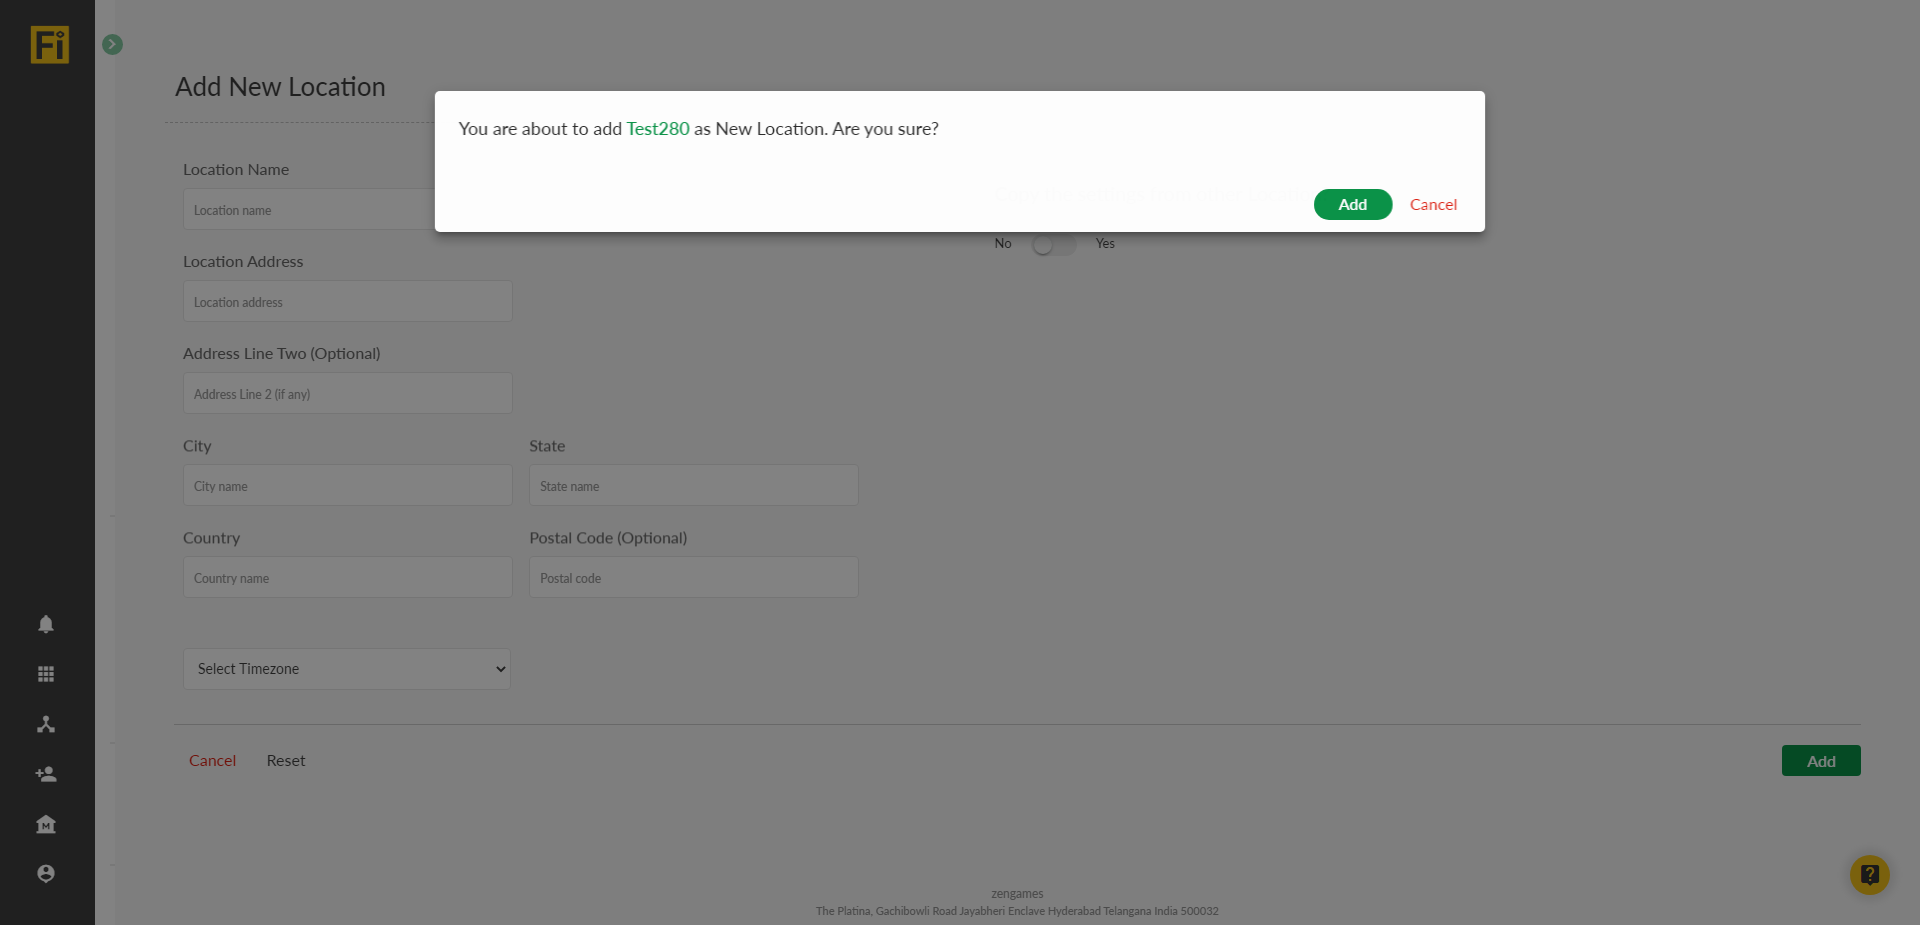 Fi
Add New Location
You are about to add Test280 as New Location. Are you sure?
Add Cancel
Location Name
Location name
No Yes
Location Address
Location address
Address Line Two (Optional)
Address Line 2 (if any)
City State
City name State name
Country Postal Code (Optional)
Country name Postal code
Select Timezone
Cancel Reset Add
M
?
zengames
The Platina, Gachibowli Road Jayabheri Enclave Hyderabad Telangana India 500032